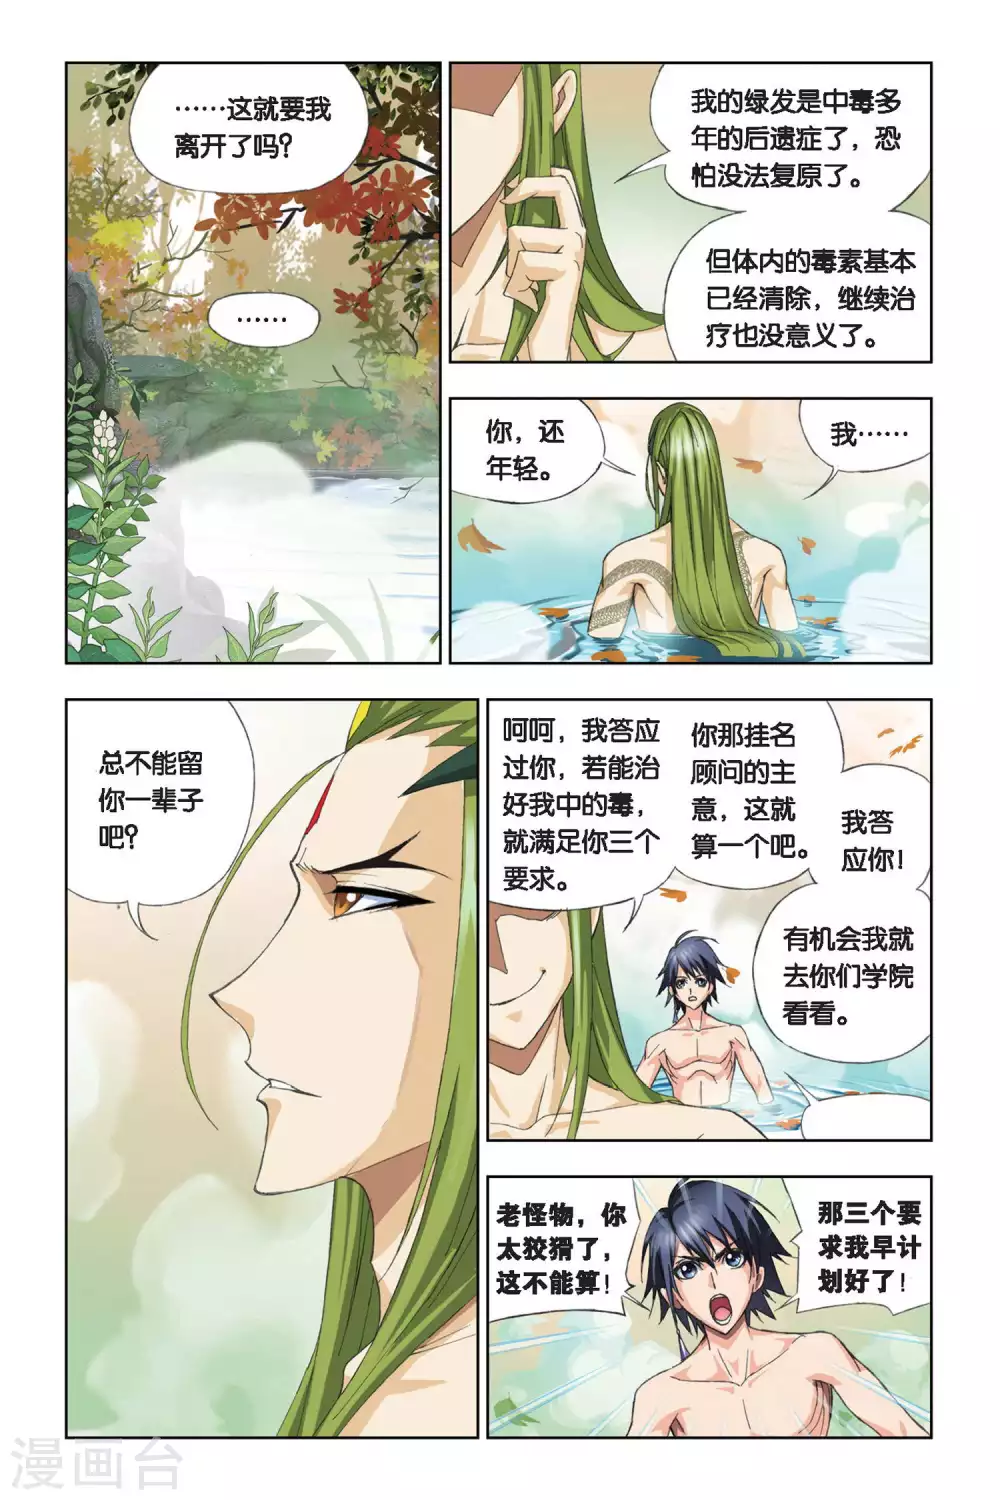 ……这就要我
离开了吗？
……
我的绿发是中毒多
年的后遗症了，恐
怕没法复原了。
但体内的毒素基本
已经清除，继续治
疗也没意义了。
你，还
年轻。
我……
总不能留
你一辈子
吧？
呵呵，我答应
过你，若能治
好我中的毒，
就满足你三个
要求。
你那挂名
顾问的主
意，这就
算一个吧。
我答
应你！
有机会我就
去你们学院
看看。
老怪物，你
太狡猾了，
这不能算！
那三个要
求我早计
划好了！
漫画台